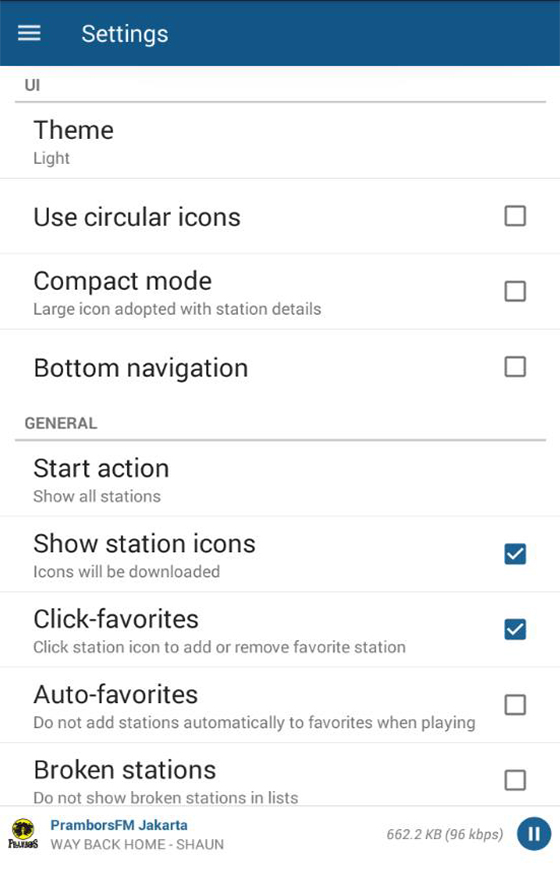 Settings
UI
Theme
Light
Use circular icons
Compact mode
Large icon adopted with station details
Bottom navigation
GENERAL
Start action
Show all stations
Show station icons
Icons will be downloaded
Click-favorites
Click station icon to add or remove favorite station
Auto-favorites
Do not add stations automatically to favorites when playing
Broken stations
Do not show broken stations in lists
PramborsFM Jakarta
662.2 KB (96 kbps)
WAY BACK HOME - SHAUN